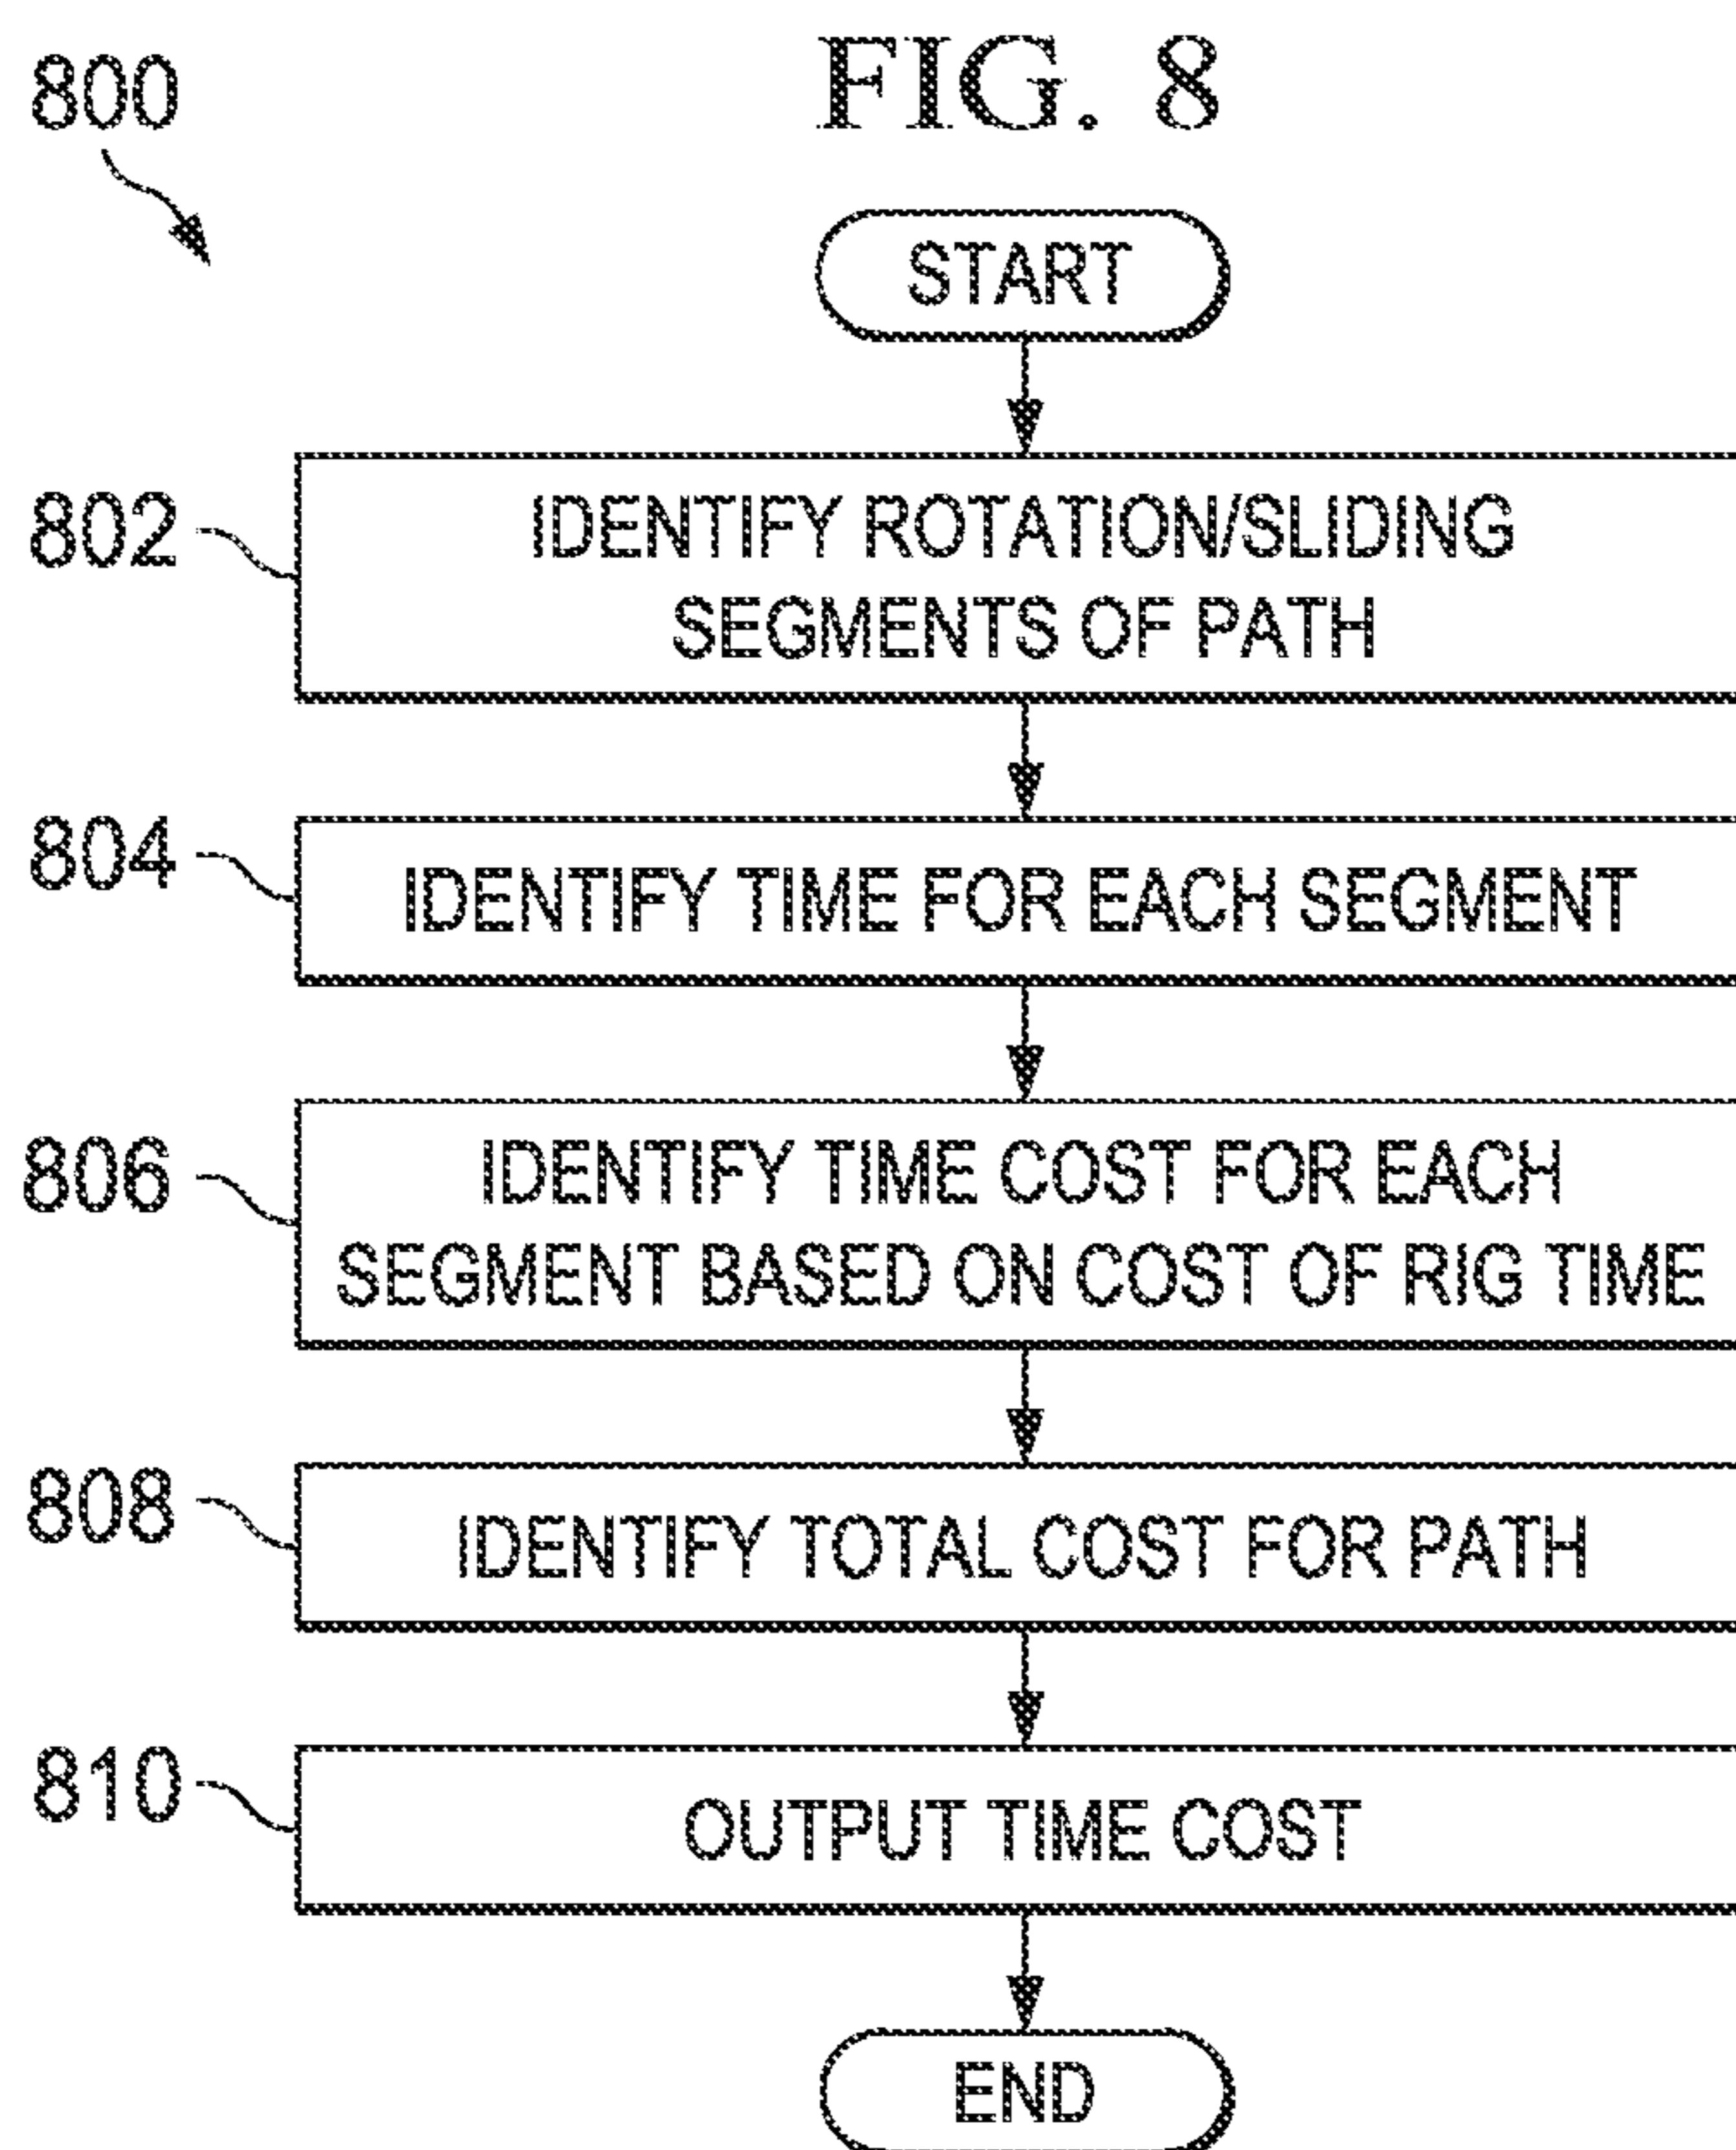 FIG. 8
800
START
802
IDENTIFY ROTATION/SLIDING
SEGMENTS OF PATH
804
IDENTIFY TIME FOR EACH SEGMENT
806
IDENTIFY TIME COST FOR EACH
SEGMENT BASED ON COST OF RIG TIME
808
IDENTIFY TOTAL COST FOR PATH
810
OUTPUT TIME COST
END